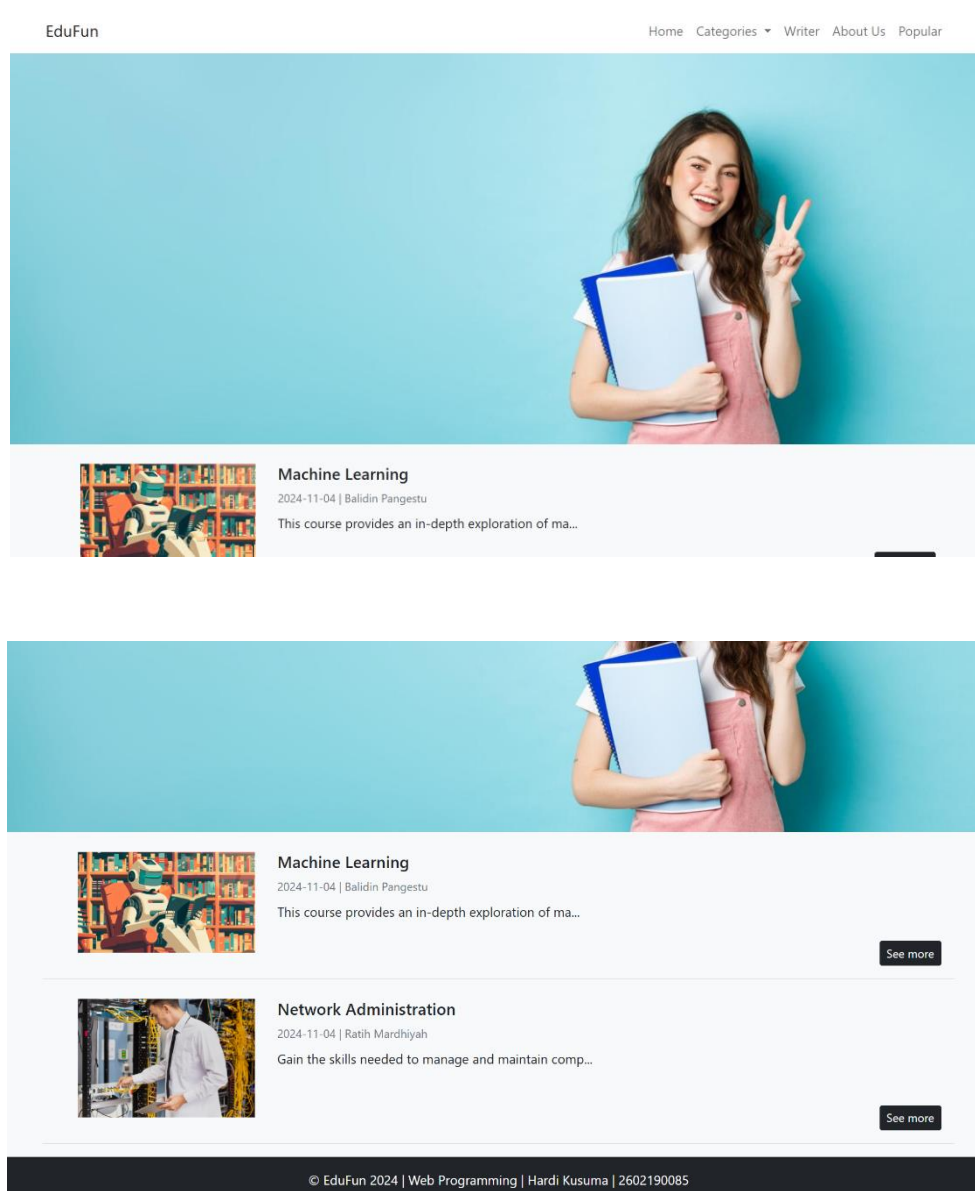 EduFun
Home Categories Writer About Us Popular
Machine Learning
2024-11-04 | Balidin Pangestu
This course provides an in-depth exploration of ma...
Machine Learning
2024-11-04 | Balidin Pangestu
This course provides an in-depth exploration of ma...
See more
Network Administration
2024-11-04 | Ratih Mardhiyah
Gain the skills needed to manage and maintain comp...
See more
© EduFun 2024 | Web Programming | Hardi Kusuma | 2602190085